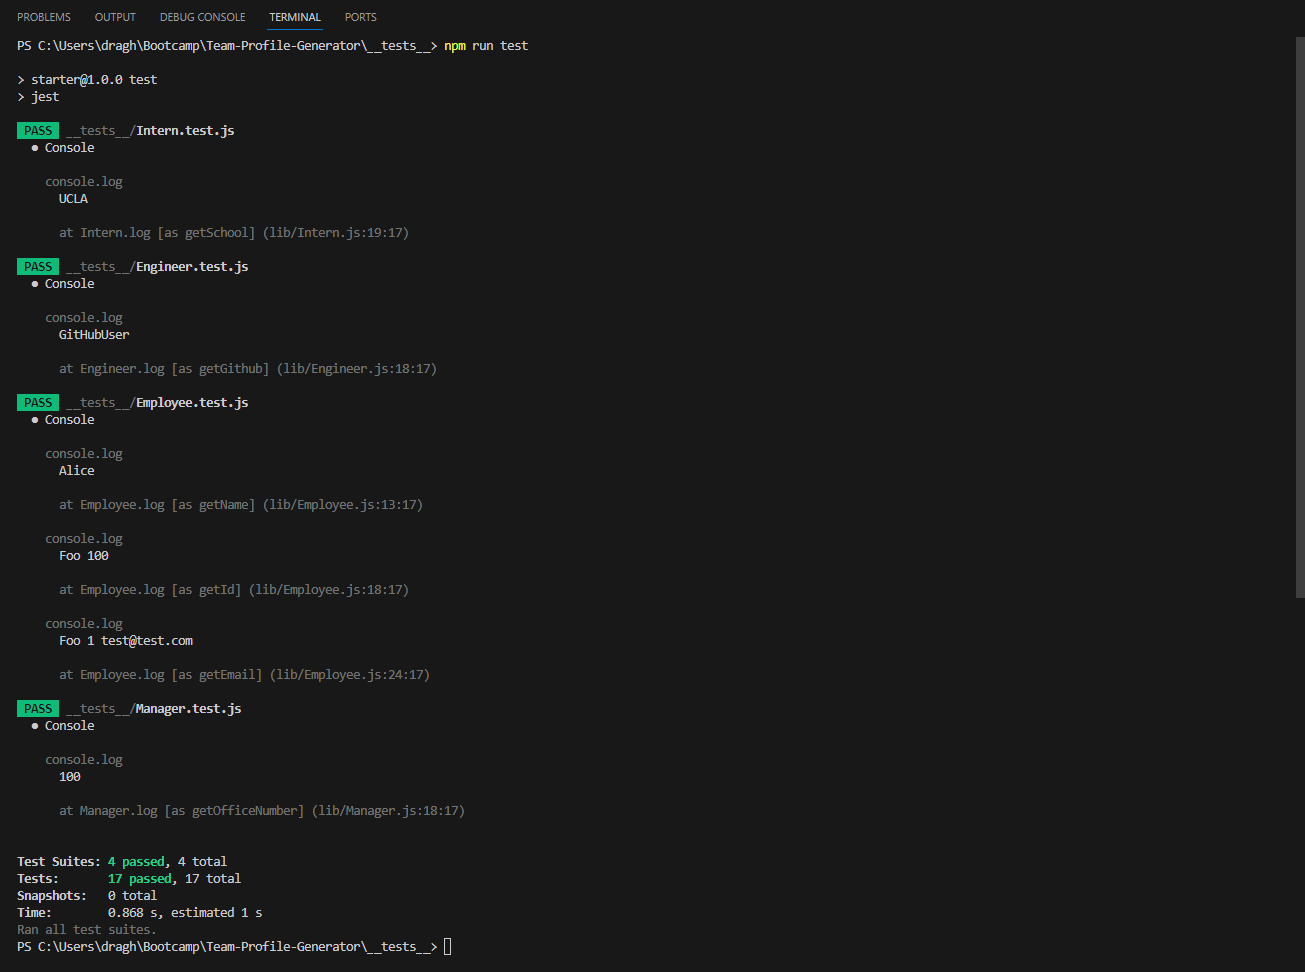 PROBLEMS OUTPUT DEBUG CONSOLE TERMINAL PORTS
PS C:\Users\dragh\Bootcamp\Team-Profile-Generator\__tests__> npm run test
> starter@1.0.0 test
> jest
PASS __tests__/Intern.test.js
● Console
console.log
UCLA
at Intern.log [as getSchool] (lib/Intern.js:19:17)
PASS __tests__/Engineer.test.js
● Console
console.log
GitHubUser
at Engineer.log [as getGithub] (lib/Engineer.js:18:17)
PASS __tests__/Employee.test.js
● Console
console.log
Alice
at Employee.log [as getName] (lib/Employee.js:13:17)
console.log
Foo 100
at Employee.log [as getId] (lib/Employee.js:18:17)
console.log
Foo 1 test@test.com
at Employee.log [as getEmail] (lib/Employee.js:24:17)
PASS __tests__/Manager.test.js
● Console
console.log
100
at Manager.log [as getOfficeNumber] (lib/Manager.js:18:17)
Test Suites: 4 passed, 4 total
Tests: 17 passed, 17 total
Snapshots: 0 total
Time: 0.868 s, estimated 1 s
Ran all test suites.
PS C:\Users\dragh\Bootcamp\Team-Profile-Generator\__tests__>